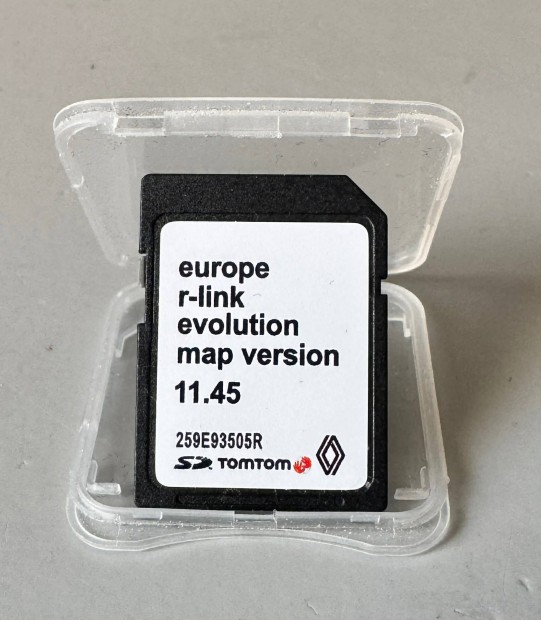 europe
r-link
evolution
map version
11.45
259E93505R
SD TOMTOM